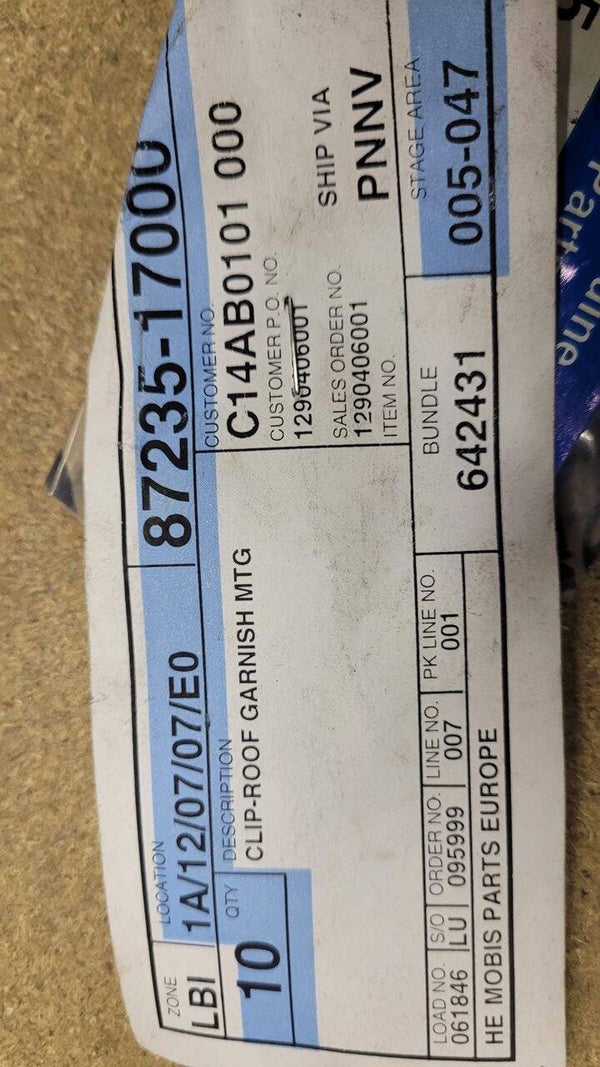 ZONE
LBI
LOCATION
1A/12/07/07/E0
87235-17000
QTY
10
DESCRIPTION
CLIP-ROOF GARNISH MTG
CUSTOMER NO.
C14AB0101 000
CUSTOMER P.O. NO.
1290406001
SALES ORDER NO.
1290406001
ITEM NO.
SHIP VIA
PNNV
LOAD NO. S/O ORDER NO. LINE NO. PK LINE NO.
061846 LU 095999 007 001
BUNDLE
642431
STAGE AREA
005-047
HE MOBIS PARTS EUROPE